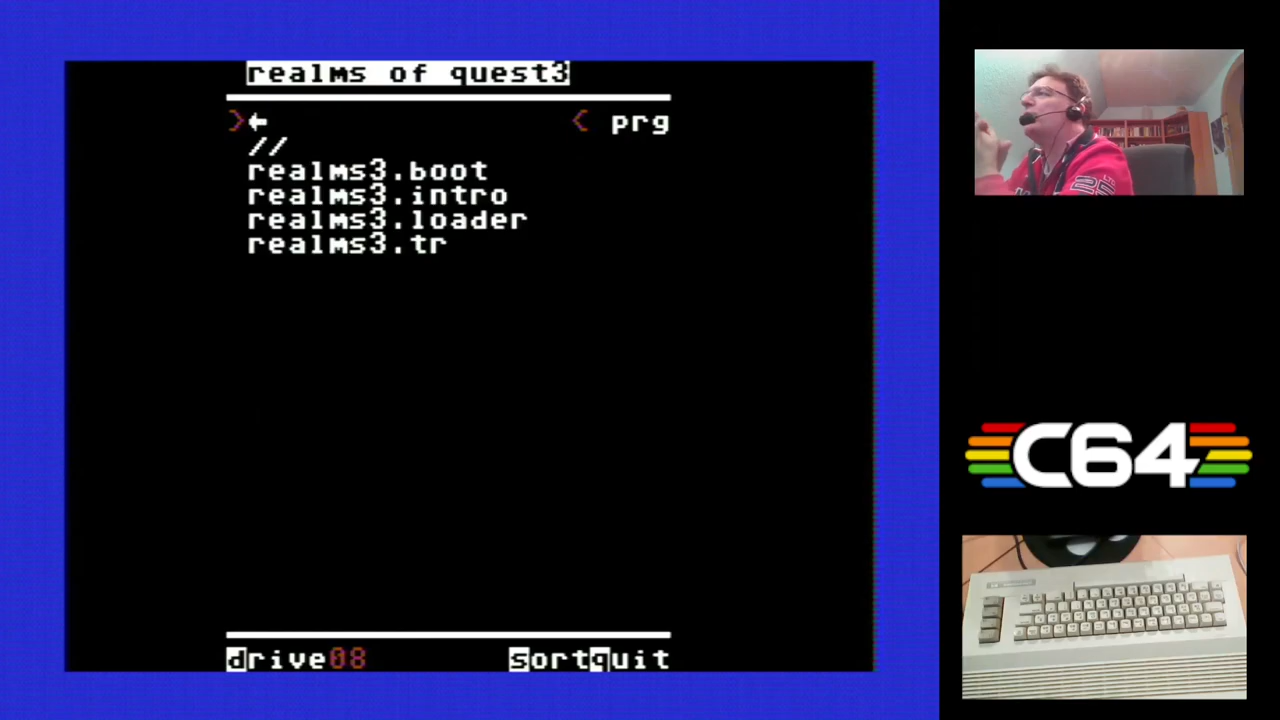 realms of quest3
>← < prg
//
realms3.boot
realms3.intro
realms3.loader
realms3.tr
drive08 sortquit
C64